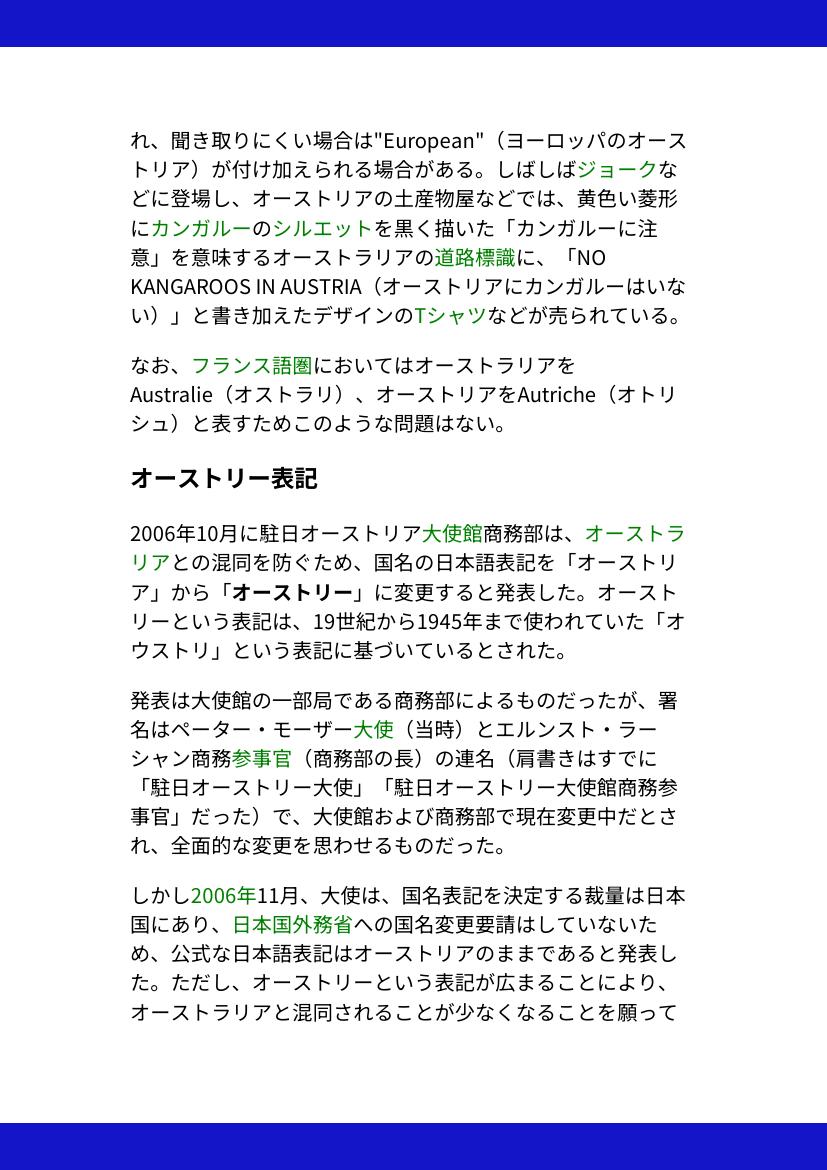 れ、聞き取りにくい場合は"European"（ヨーロッパのオース
トリア）が付け加えられる場合がある。しばしばジョークな
どに登場し、オーストリアの土産物屋などでは、黄色い菱形
にカンガルーのシルエットを黒く描いた「カンガルーに注
意」を意味するオーストラリアの道路標識に、「NO
KANGAROOS IN AUSTRIA（オーストリアにカンガルーはいな
い）」と書き加えたデザインのTシャツなどが売られている。
なお、フランス語圏においてはオーストラリアを
Australie（オストラリ）、オーストリアをAutriche（オトリ
シュ）と表すためこのような問題はない。
オーストリー表記
2006年10月に駐日オーストリア大使館商務部は、オーストラ
リアとの混同を防ぐため、国名の日本語表記を「オーストリ
ア」から「オーストリー」に変更すると発表した。オースト
リーという表記は、19世紀から1945年まで使われていた「オ
ウストリ」という表記に基づいているとされた。
発表は大使館の一部局である商務部によるものだったが、署
名はペーター・モーザー大使（当時）とエルンスト・ラー
シャン商務参事官（商務部の長）の連名（肩書きはすでに
「駐日オーストリー大使」「駐日オーストリー大使館商務参
事官」だった）で、大使館および商務部で現在変更中だとさ
れ、全面的な変更を思わせるものだった。
しかし2006年11月、大使は、国名表記を決定する裁量は日本
国にあり、日本国外務省への国名変更要請はしていないた
め、公式な日本語表記はオーストリアのままであると発表し
た。ただし、オーストリーという表記が広まることにより、
オーストラリアと混同されることが少なくなることを願って